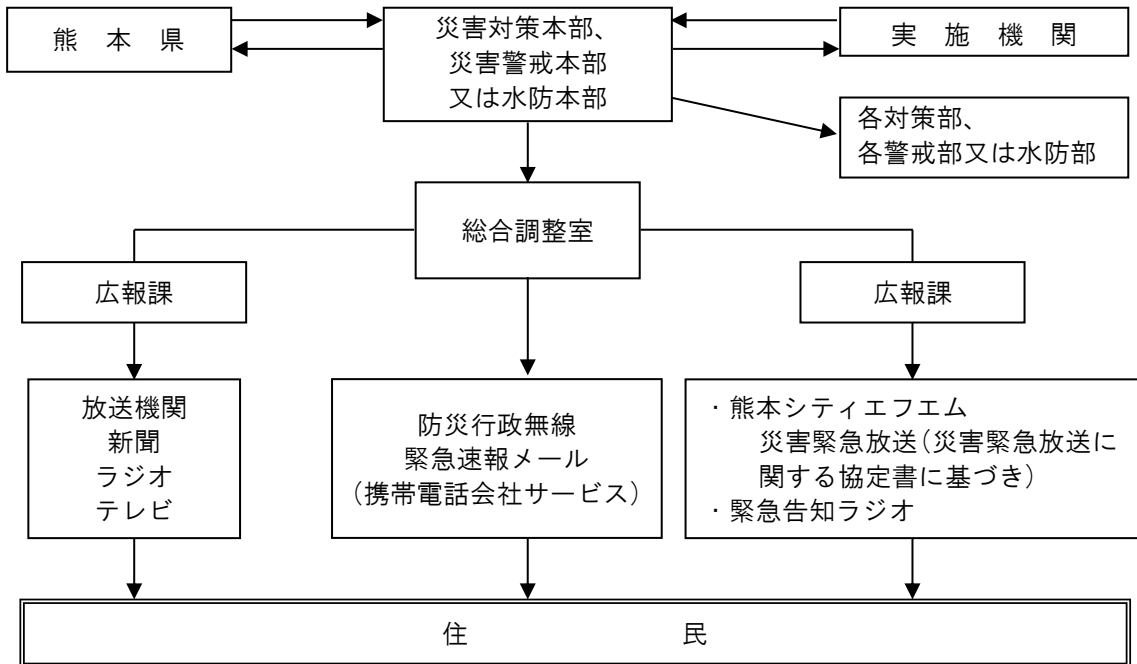 熊　本　県
災害対策本部、
災害警戒本部
又は水防本部
実　施　機　関
各対策部、
各警戒部又は水防部
総合調整室
広報課
広報課
放送機関
新聞
ラジオ
テレビ
防災行政無線
緊急速報メール
（携帯電話会社サービス）
・熊本シティエフエム
災害緊急放送（災害緊急放送に
関する協定書に基づき）
・緊急告知ラジオ
住　　　　　　　　民